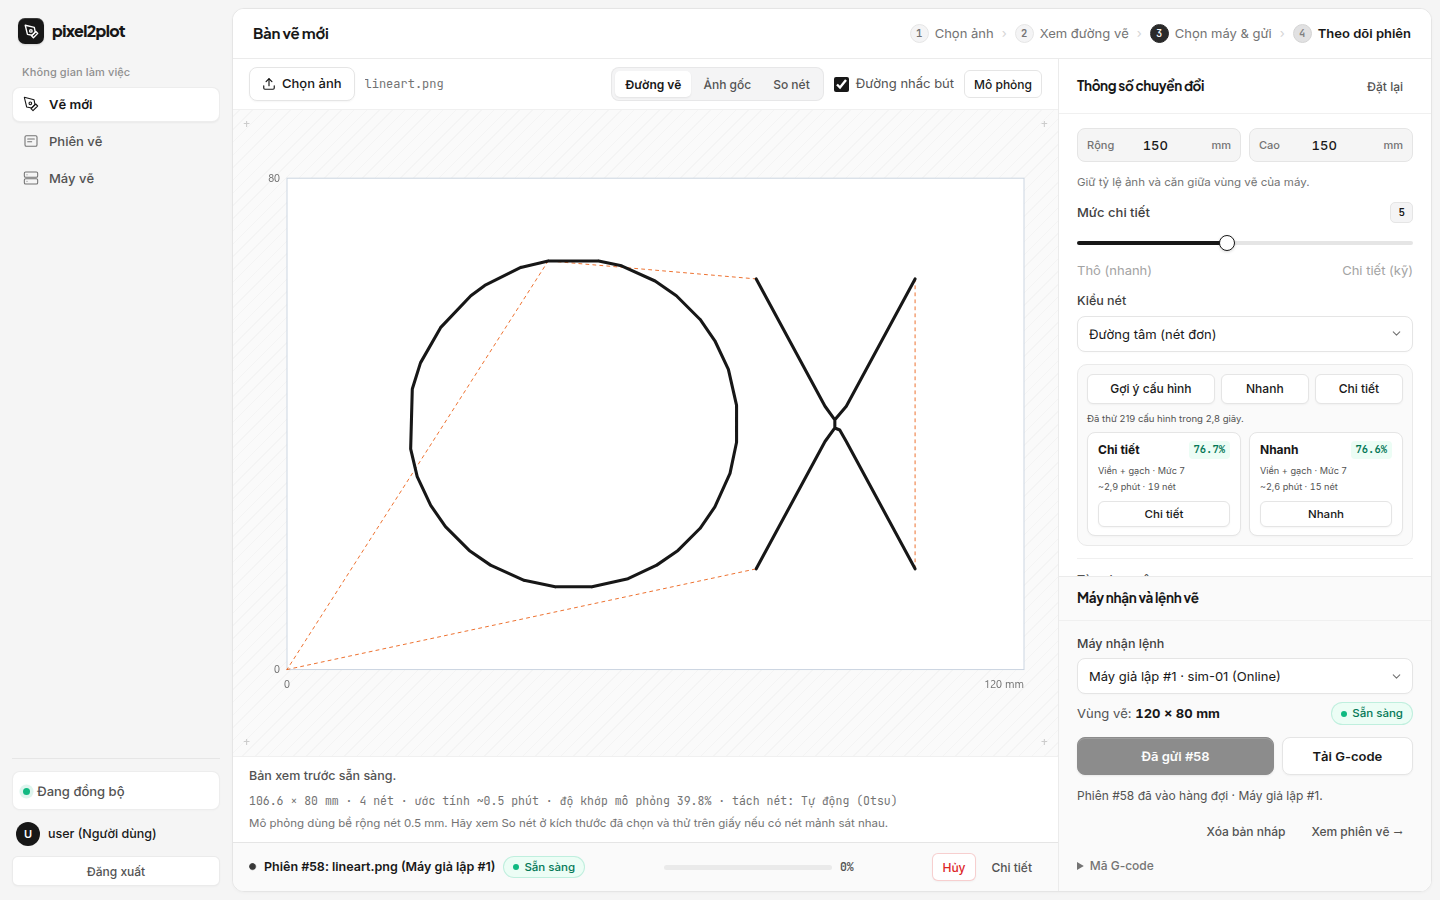 pixel2plot
Không gian làm việc
Vẽ mới
Phiên vẽ
Máy vẽ
Đang đồng bộ
U user (Người dùng)
Đăng xuất
Bản vẽ mới
1 Chọn ảnh › 2 Xem đường vẽ › 3 Chọn máy & gửi › 4 Theo dõi phiên
Chọn ảnh lineart.png
Đường vẽ Ảnh gốc So nét Đường nhấc bút Mô phỏng
80
0
0 120 mm
Bản xem trước sẵn sàng.
106.6 × 80 mm · 4 nét · ước tính ~0.5 phút · độ khớp mô phỏng 39.8% · tách nét: Tự động (Otsu)
Mô phỏng dùng bề rộng nét 0.5 mm. Hãy xem So nét ở kích thước đã chọn và thử trên giấy nếu có nét mảnh sát nhau.
Phiên #58: lineart.png (Máy giả lập #1) Sẵn sàng 0% Hủy Chi tiết
Thông số chuyển đổi Đặt lại
Rộng 150 mm Cao 150 mm
Giữ tỷ lệ ảnh và căn giữa vùng vẽ của máy.
Mức chi tiết 5
Thô (nhanh) Chi tiết (kỹ)
Kiểu nét
Đường tâm (nét đơn)
Gợi ý cấu hình Nhanh Chi tiết
Đã thử 219 cấu hình trong 2,8 giây.
Chi tiết 76.7% Nhanh 76.6%
Viền + gạch · Mức 7 Viền + gạch · Mức 7
~2,9 phút · 19 nét ~2,6 phút · 15 nét
Chi tiết Nhanh
Máy nhận và lệnh vẽ
Máy nhận lệnh
Máy giả lập #1 · sim-01 (Online)
Vùng vẽ: 120 × 80 mm Sẵn sàng
Đã gửi #58 Tải G-code
Phiên #58 đã vào hàng đợi · Máy giả lập #1.
Xóa bản nháp Xem phiên vẽ →
Mã G-code